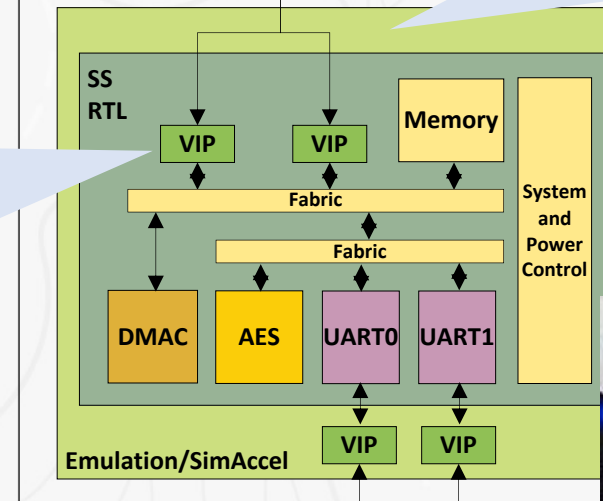 SS
RTL
VIP
VIP
Memory
System
and
Power
Control
Fabric
Fabric
DMAC
AES
UART0
UART1
VIP
VIP
Emulation/SimAccel